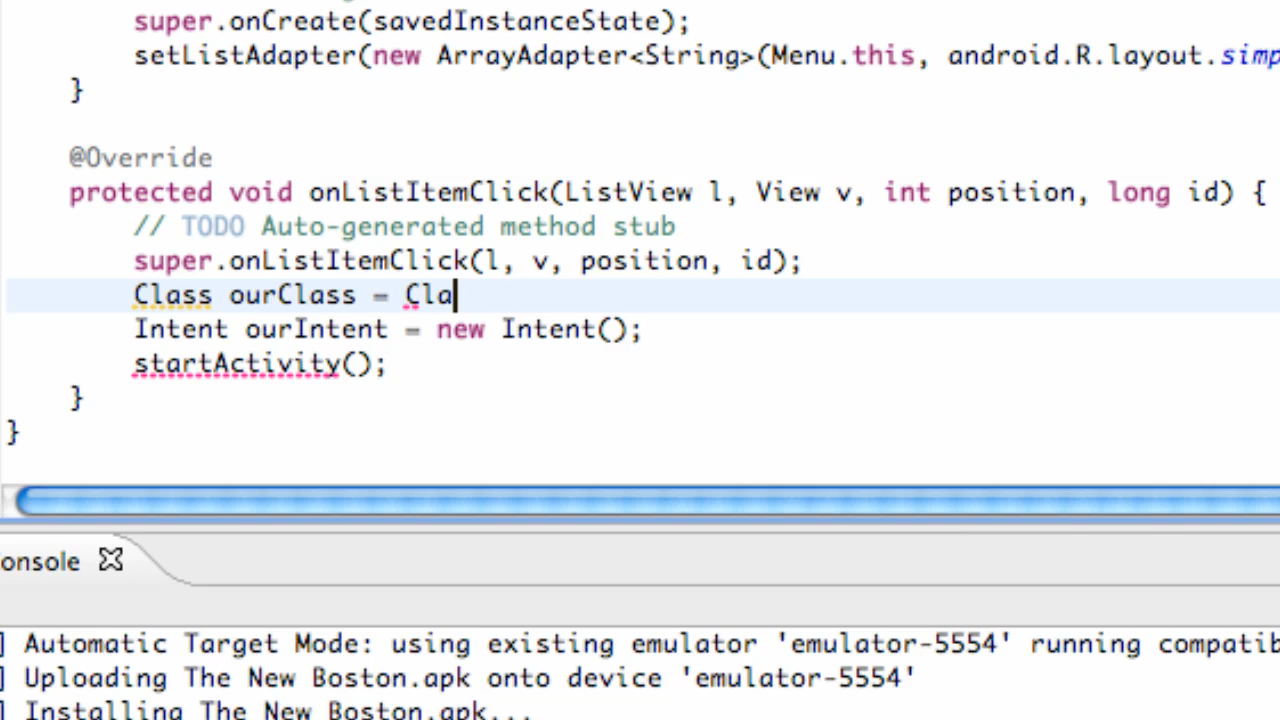 super.onCreate(savedInstanceState);
setListAdapter(new ArrayAdapter<String>(Menu.this, android.R.layout.simp
}
@Override
protected void onListItemClick(ListView l, View v, int position, long id) {
// TODO Auto-generated method stub
super.onListItemClick(l, v, position, id);
Class ourClass = Cla
Intent ourIntent = new Intent();
startActivity();
}
}
onsole
] Automatic Target Mode: using existing emulator 'emulator-5554' running compatib
] Uploading The New Boston.apk onto device 'emulator-5554'
] Installing The New Boston.apk...